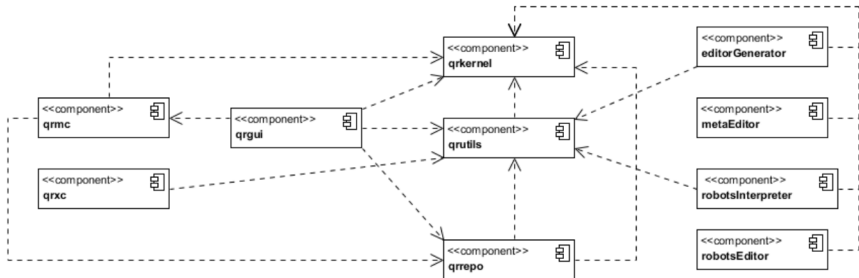 <<component>>
qrkernel
<<component>>
editorGenerator
<<component>>
qrmc
<<component>>
qrgui
<<component>>
qrutils
<<component>>
metaEditor
<<component>>
qrxc
<<component>>
robotsInterpreter
<<component>>
qrrepo
<<component>>
robotsEditor